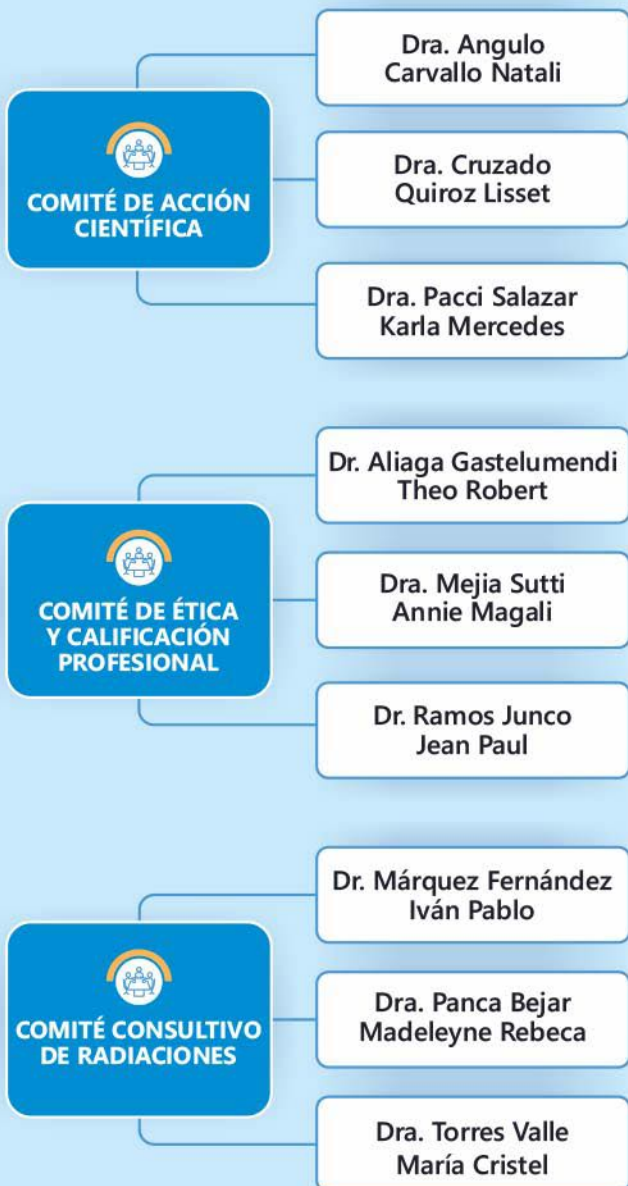 COMITÉ DE ACCIÓN
CIENTÍFICA
Dra. Angulo
Carvallo Natali
Dra. Cruzado
Quiroz Lisset
Dra. Pacci Salazar
Karla Mercedes
COMITÉ DE ÉTICA
Y CALIFICACIÓN
PROFESIONAL
Dr. Aliaga Gastelumendi
Theo Robert
Dra. Mejia Sutti
Annie Magali
Dr. Ramos Junco
Jean Paul
COMITÉ CONSULTIVO
DE RADIACIONES
Dr. Márquez Fernández
Iván Pablo
Dra. Panca Bejar
Madeleyne Rebeca
Dra. Torres Valle
María Cristel